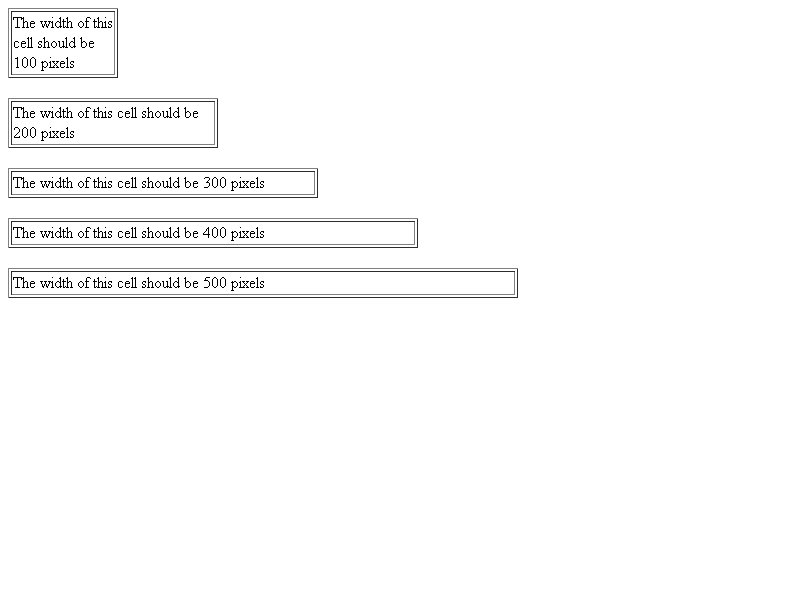 The width of this
cell should be
100 pixels
The width of this cell should be
200 pixels
The width of this cell should be 300 pixels
The width of this cell should be 400 pixels
The width of this cell should be 500 pixels